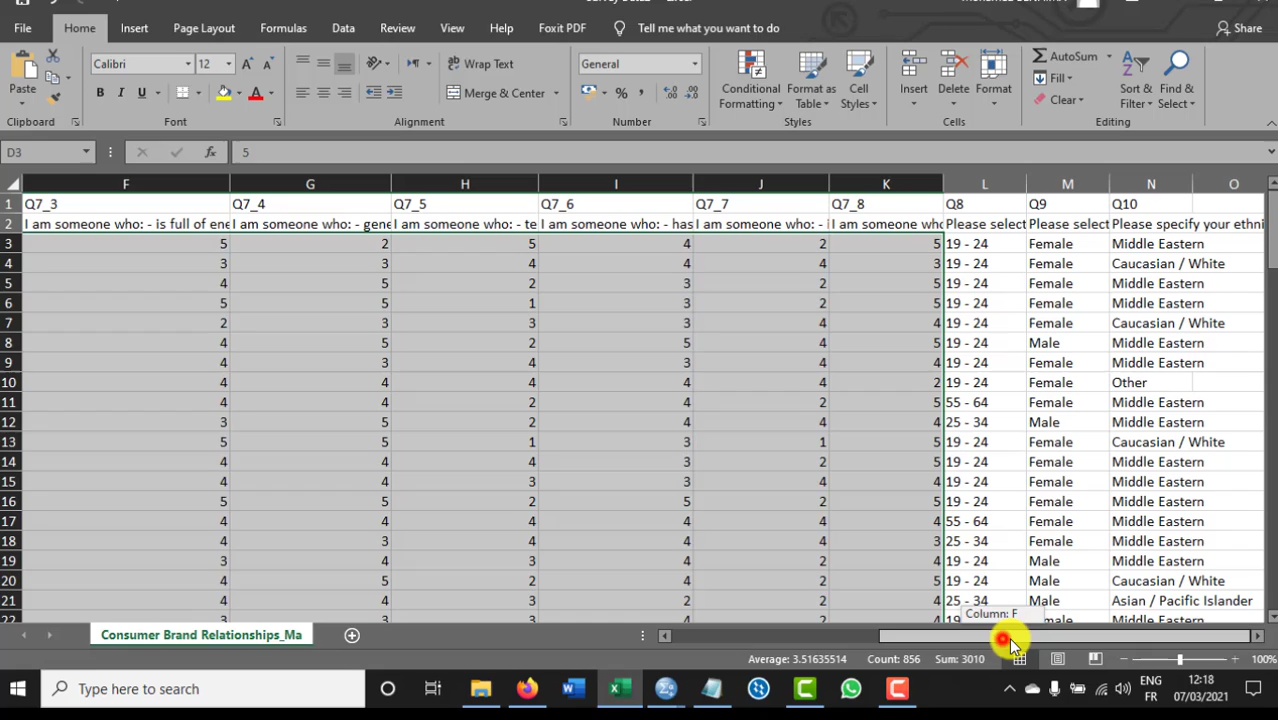 File Home Insert Page Layout Formulas Data Review View Help Foxit PDF Tell me what you want to do Share
Calibri 12 Wrap Text General AutoSum
Paste B I U Merge & Center % Conditional Formatting Format as Table Cell Styles Insert Delete Format Fill Clear Sort & Filter Find & Select
Clipboard Font Alignment Number Styles Cells Editing
D3 fx 5
F G H I J K L M N O
1 Q7_3 Q7_4 Q7_5 Q7_6 Q7_7 Q7_8 Q8 Q9 Q10
2 I am someone who: - is full of ene I am someone who: - gene I am someone who: - te I am someone who: - has I am someone who: - i I am someone who Please select Please select Please specify your ethni
3 5 2 5 4 2 5 19 - 24 Female Middle Eastern
4 3 3 4 4 4 3 19 - 24 Female Caucasian / White
5 4 5 2 3 2 5 19 - 24 Female Middle Eastern
6 5 5 1 3 2 5 19 - 24 Female Middle Eastern
7 2 3 3 3 4 4 19 - 24 Female Caucasian / White
8 4 5 2 5 4 5 19 - 24 Male Middle Eastern
9 4 3 4 3 4 4 19 - 24 Female Middle Eastern
10 4 4 4 4 4 2 19 - 24 Female Other
11 4 4 2 4 2 5 55 - 64 Female Middle Eastern
12 3 5 2 4 4 4 25 - 34 Male Middle Eastern
13 5 5 1 3 1 5 19 - 24 Female Caucasian / White
14 4 4 4 3 2 5 19 - 24 Female Middle Eastern
15 4 4 3 3 4 4 19 - 24 Female Middle Eastern
16 5 5 2 5 2 5 19 - 24 Female Middle Eastern
17 4 4 4 4 4 4 55 - 64 Female Middle Eastern
18 4 3 4 4 4 3 25 - 34 Female Middle Eastern
19 3 4 3 4 2 4 19 - 24 Male Middle Eastern
20 4 5 2 4 2 4 19 - 24 Male Caucasian / White
21 4 4 3 2 2 4 25 - 34 Male Asian / Pacific Islander
22 3 3 3 4 2 Female Middle Eastern
Column: F
Consumer Brand Relationships_Ma
Average: 3.51635514 Count: 856 Sum: 3010 100%
Type here to search ENG FR 12:18 07/03/2021